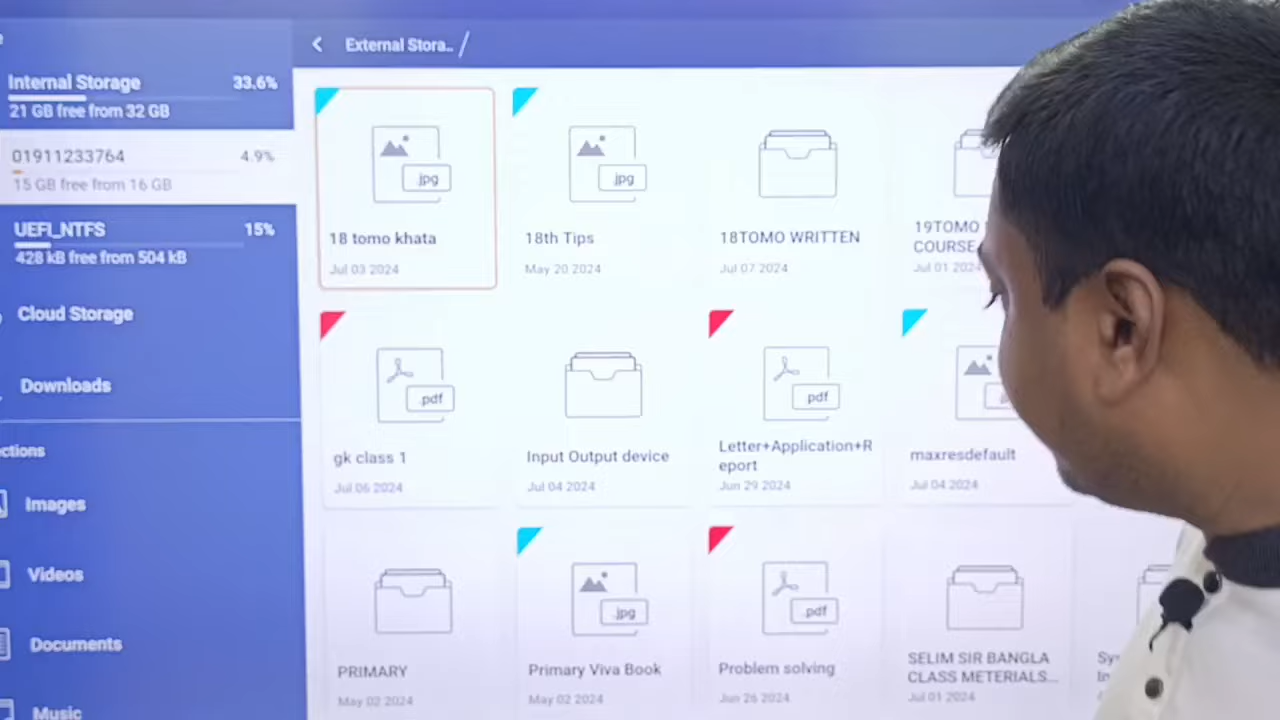 External Stora.. /
Internal Storage 33.6%
21 GB free from 32 GB
01911233764 4.9%
15 GB free from 16 GB
UEFI_NTFS 15%
428 kB free from 504 kB
Cloud Storage
Downloads
ctions
Images
Videos
Documents
Music
.jpg
18 tomo khata
Jul 03 2024
.jpg
18th Tips
May 20 2024
18TOMO WRITTEN
Jul 07 2024
19TOMO
COURSE
Jul 01 2024
.pdf
gk class 1
Jul 06 2024
Input Output device
Jul 04 2024
.pdf
Letter+Application+R
eport
Jun 29 2024
maxresdefault
Jul 04 2024
PRIMARY
May 02 2024
.jpg
Primary Viva Book
May 02 2024
.pdf
Problem solving
Jun 26 2024
SELIM SIR BANGLA
CLASS METERIALS...
Jul 01 2024